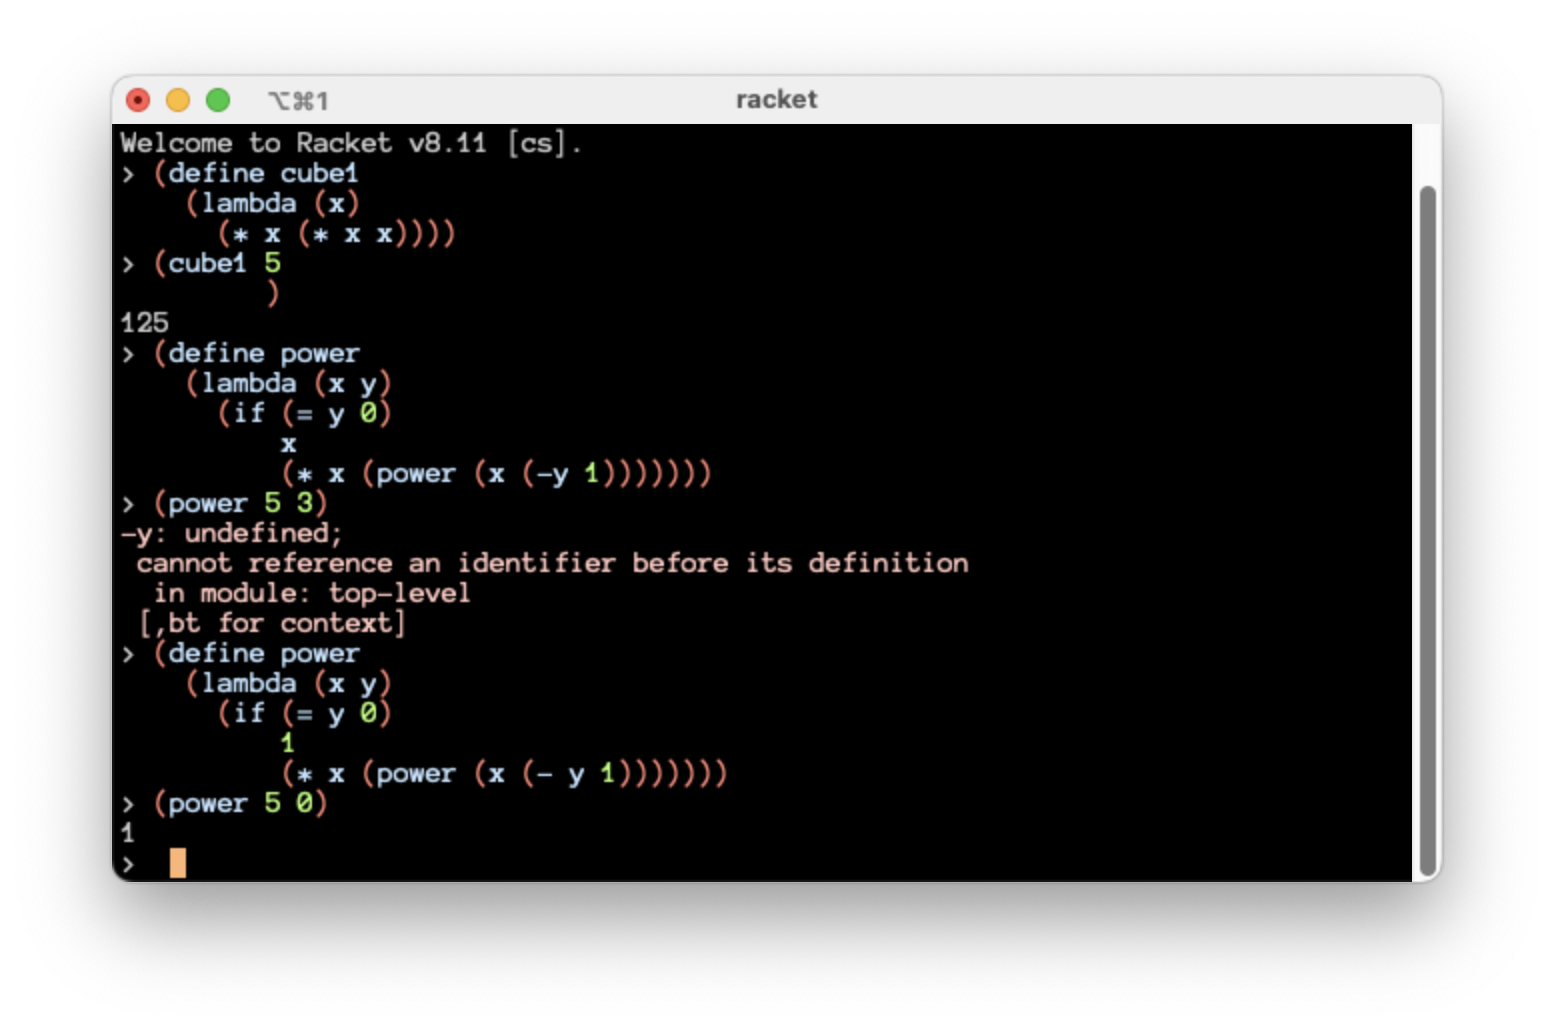 ⌥⌘1 racket
Welcome to Racket v8.11 [cs].
> (define cube1
    (lambda (x)
      (* x (* x x))))
> (cube1 5
         )
125
> (define power
    (lambda (x y)
      (if (= y 0)
          x
          (* x (power (x (-y 1)))))))
> (power 5 3)
-y: undefined;
 cannot reference an identifier before its definition
  in module: top-level
 [,bt for context]
> (define power
    (lambda (x y)
      (if (= y 0)
          1
          (* x (power (x (- y 1)))))))
> (power 5 0)
1
>